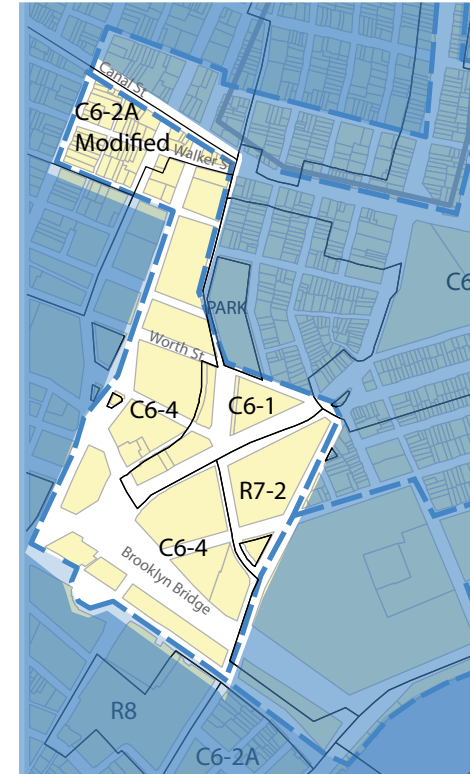 Canal St
C6-2A
Modified
Walker S
C6
PARK
Worth St
C6-4
C6-1
R7-2
C6-4
Brooklyn Bridge
R8
C6-2A